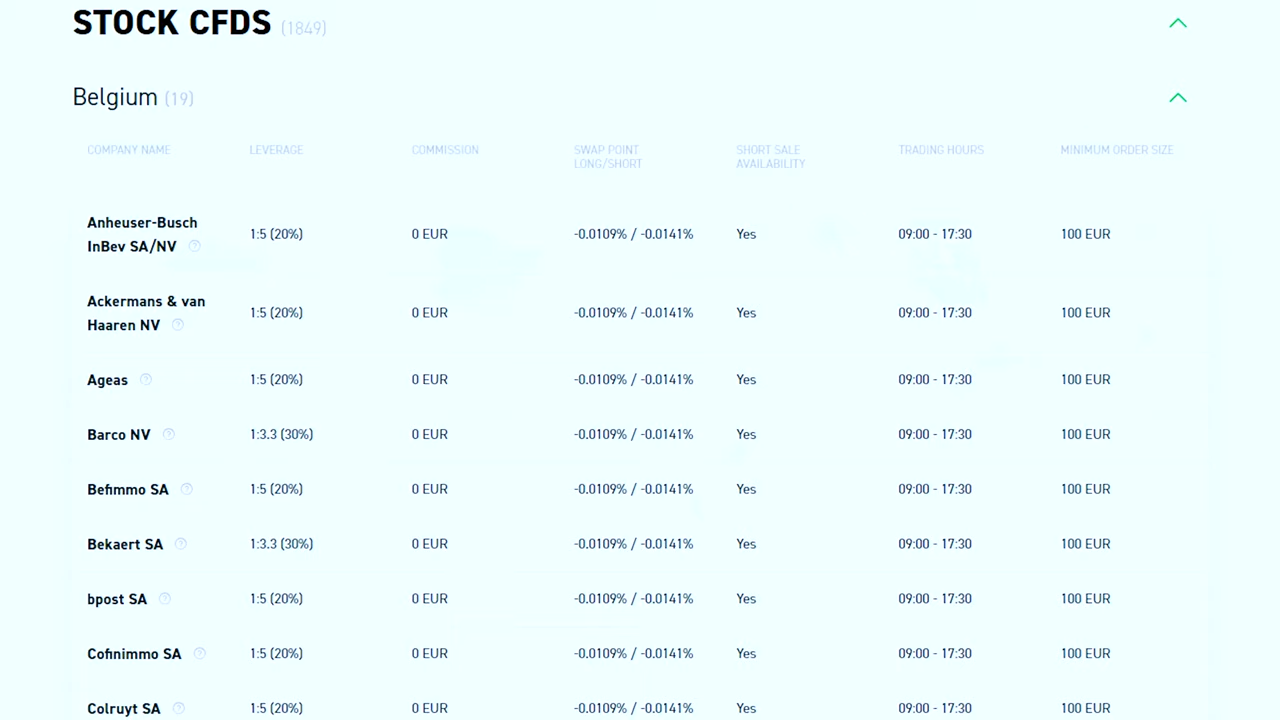 STOCK CFDS (1849)
Belgium (19)
COMPANY NAME LEVERAGE COMMISSION SWAP POINT LONG/SHORT SHORT SALE AVAILABILITY TRADING HOURS MINIMUM ORDER SIZE
Anheuser-Busch InBev SA/NV 1:5 (20%) 0 EUR -0.0109% / -0.0141% Yes 09:00 - 17:30 100 EUR
Ackermans & van Haaren NV 1:5 (20%) 0 EUR -0.0109% / -0.0141% Yes 09:00 - 17:30 100 EUR
Ageas 1:5 (20%) 0 EUR -0.0109% / -0.0141% Yes 09:00 - 17:30 100 EUR
Barco NV 1:3.3 (30%) 0 EUR -0.0109% / -0.0141% Yes 09:00 - 17:30 100 EUR
Befimmo SA 1:5 (20%) 0 EUR -0.0109% / -0.0141% Yes 09:00 - 17:30 100 EUR
Bekaert SA 1:3.3 (30%) 0 EUR -0.0109% / -0.0141% Yes 09:00 - 17:30 100 EUR
bpost SA 1:5 (20%) 0 EUR -0.0109% / -0.0141% Yes 09:00 - 17:30 100 EUR
Cofinimmo SA 1:5 (20%) 0 EUR -0.0109% / -0.0141% Yes 09:00 - 17:30 100 EUR
Colruyt SA 1:5 (20%) 0 EUR -0.0109% / -0.0141% Yes 09:00 - 17:30 100 EUR